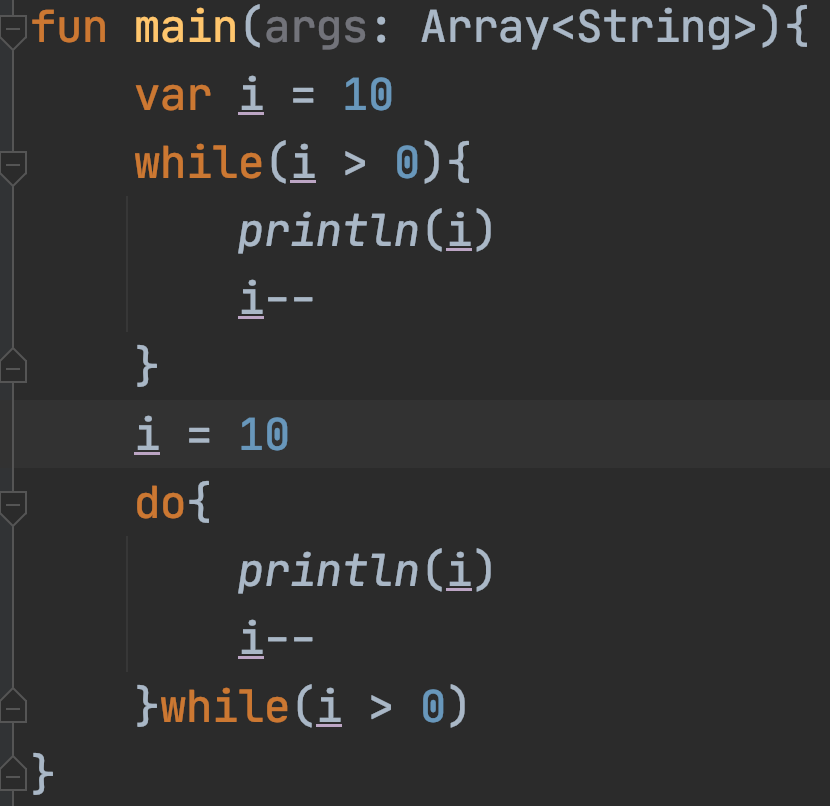 fun main(args: Array<String>){
    var i = 10
    while(i > 0){
        println(i)
        i--
    }
    i = 10
    do{
        println(i)
        i--
    }while(i > 0)
}